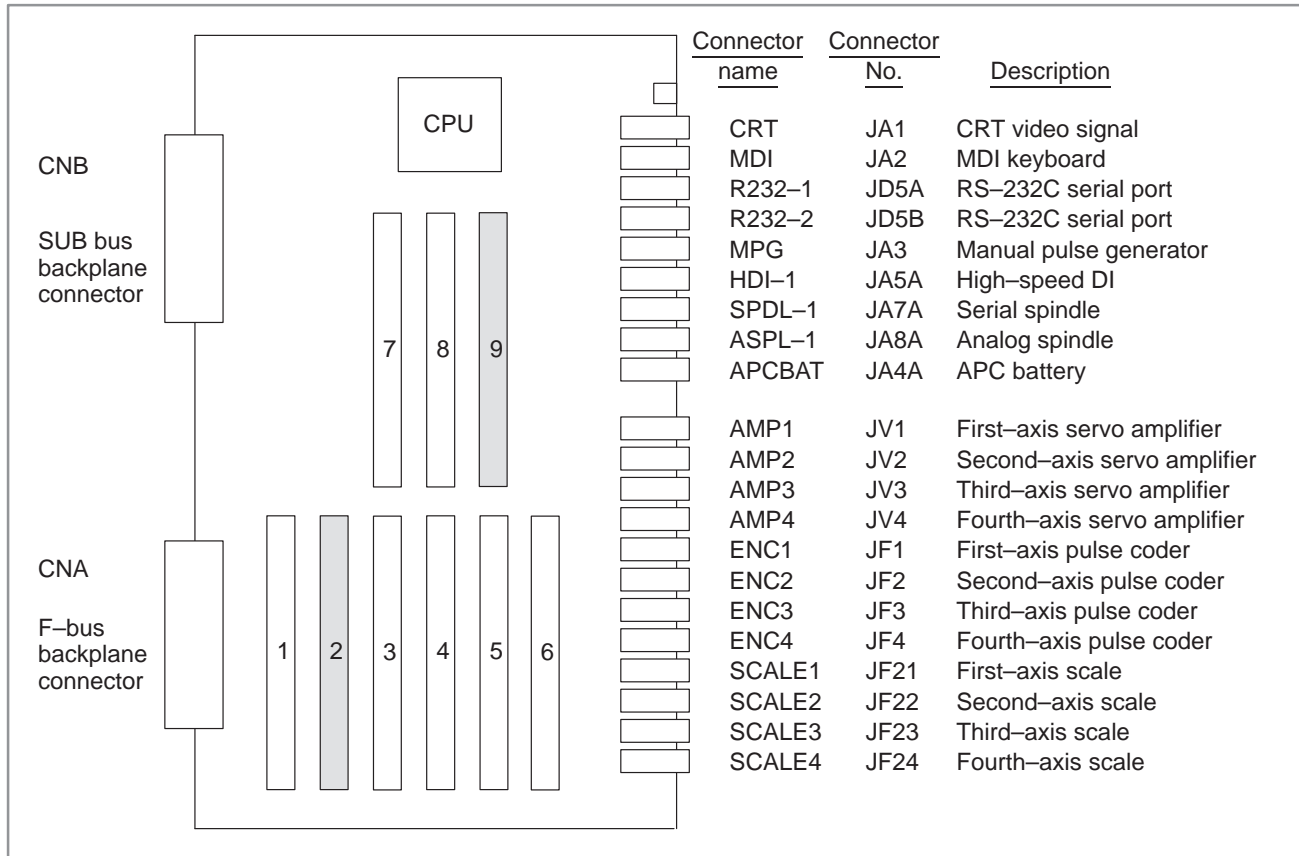 Connector name Connector No. Description
CRT JA1 CRT video signal
MDI JA2 MDI keyboard
R232–1 JD5A RS–232C serial port
R232–2 JD5B RS–232C serial port
MPG JA3 Manual pulse generator
HDI–1 JA5A High–speed DI
SPDL–1 JA7A Serial spindle
ASPL–1 JA8A Analog spindle
APCBAT JA4A APC battery
AMP1 JV1 First–axis servo amplifier
AMP2 JV2 Second–axis servo amplifier
AMP3 JV3 Third–axis servo amplifier
AMP4 JV4 Fourth–axis servo amplifier
ENC1 JF1 First–axis pulse coder
ENC2 JF2 Second–axis pulse coder
ENC3 JF3 Third–axis pulse coder
ENC4 JF4 Fourth–axis pulse coder
SCALE1 JF21 First–axis scale
SCALE2 JF22 Second–axis scale
SCALE3 JF23 Third–axis scale
SCALE4 JF24 Fourth–axis scale
CPU
CNB
SUB bus
backplane
connector
7 8 9
CNA
F–bus
backplane
connector
1 2 3 4 5 6